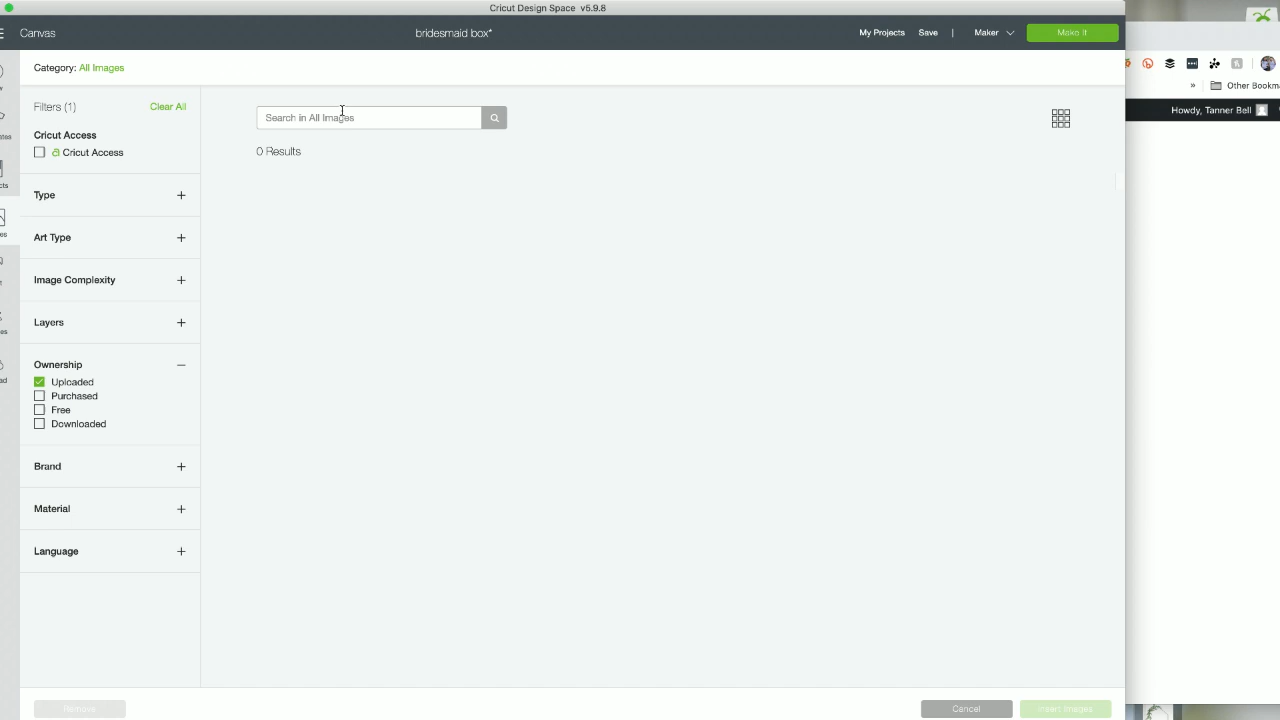 Cricut Design Space v5.9.8
Canvas
bridesmaid box*
My Projects Save | Maker Make It
Category: All Images
Other Bookma
Howdy, Tanner Bell
Filters (1) Clear All
Search in All Images
Cricut Access
Cricut Access
0 Results
Type
Art Type
Image Complexity
Layers
Ownership
Uploaded
Purchased
Free
Downloaded
Brand
Material
Language
Remove
Cancel
Insert Images